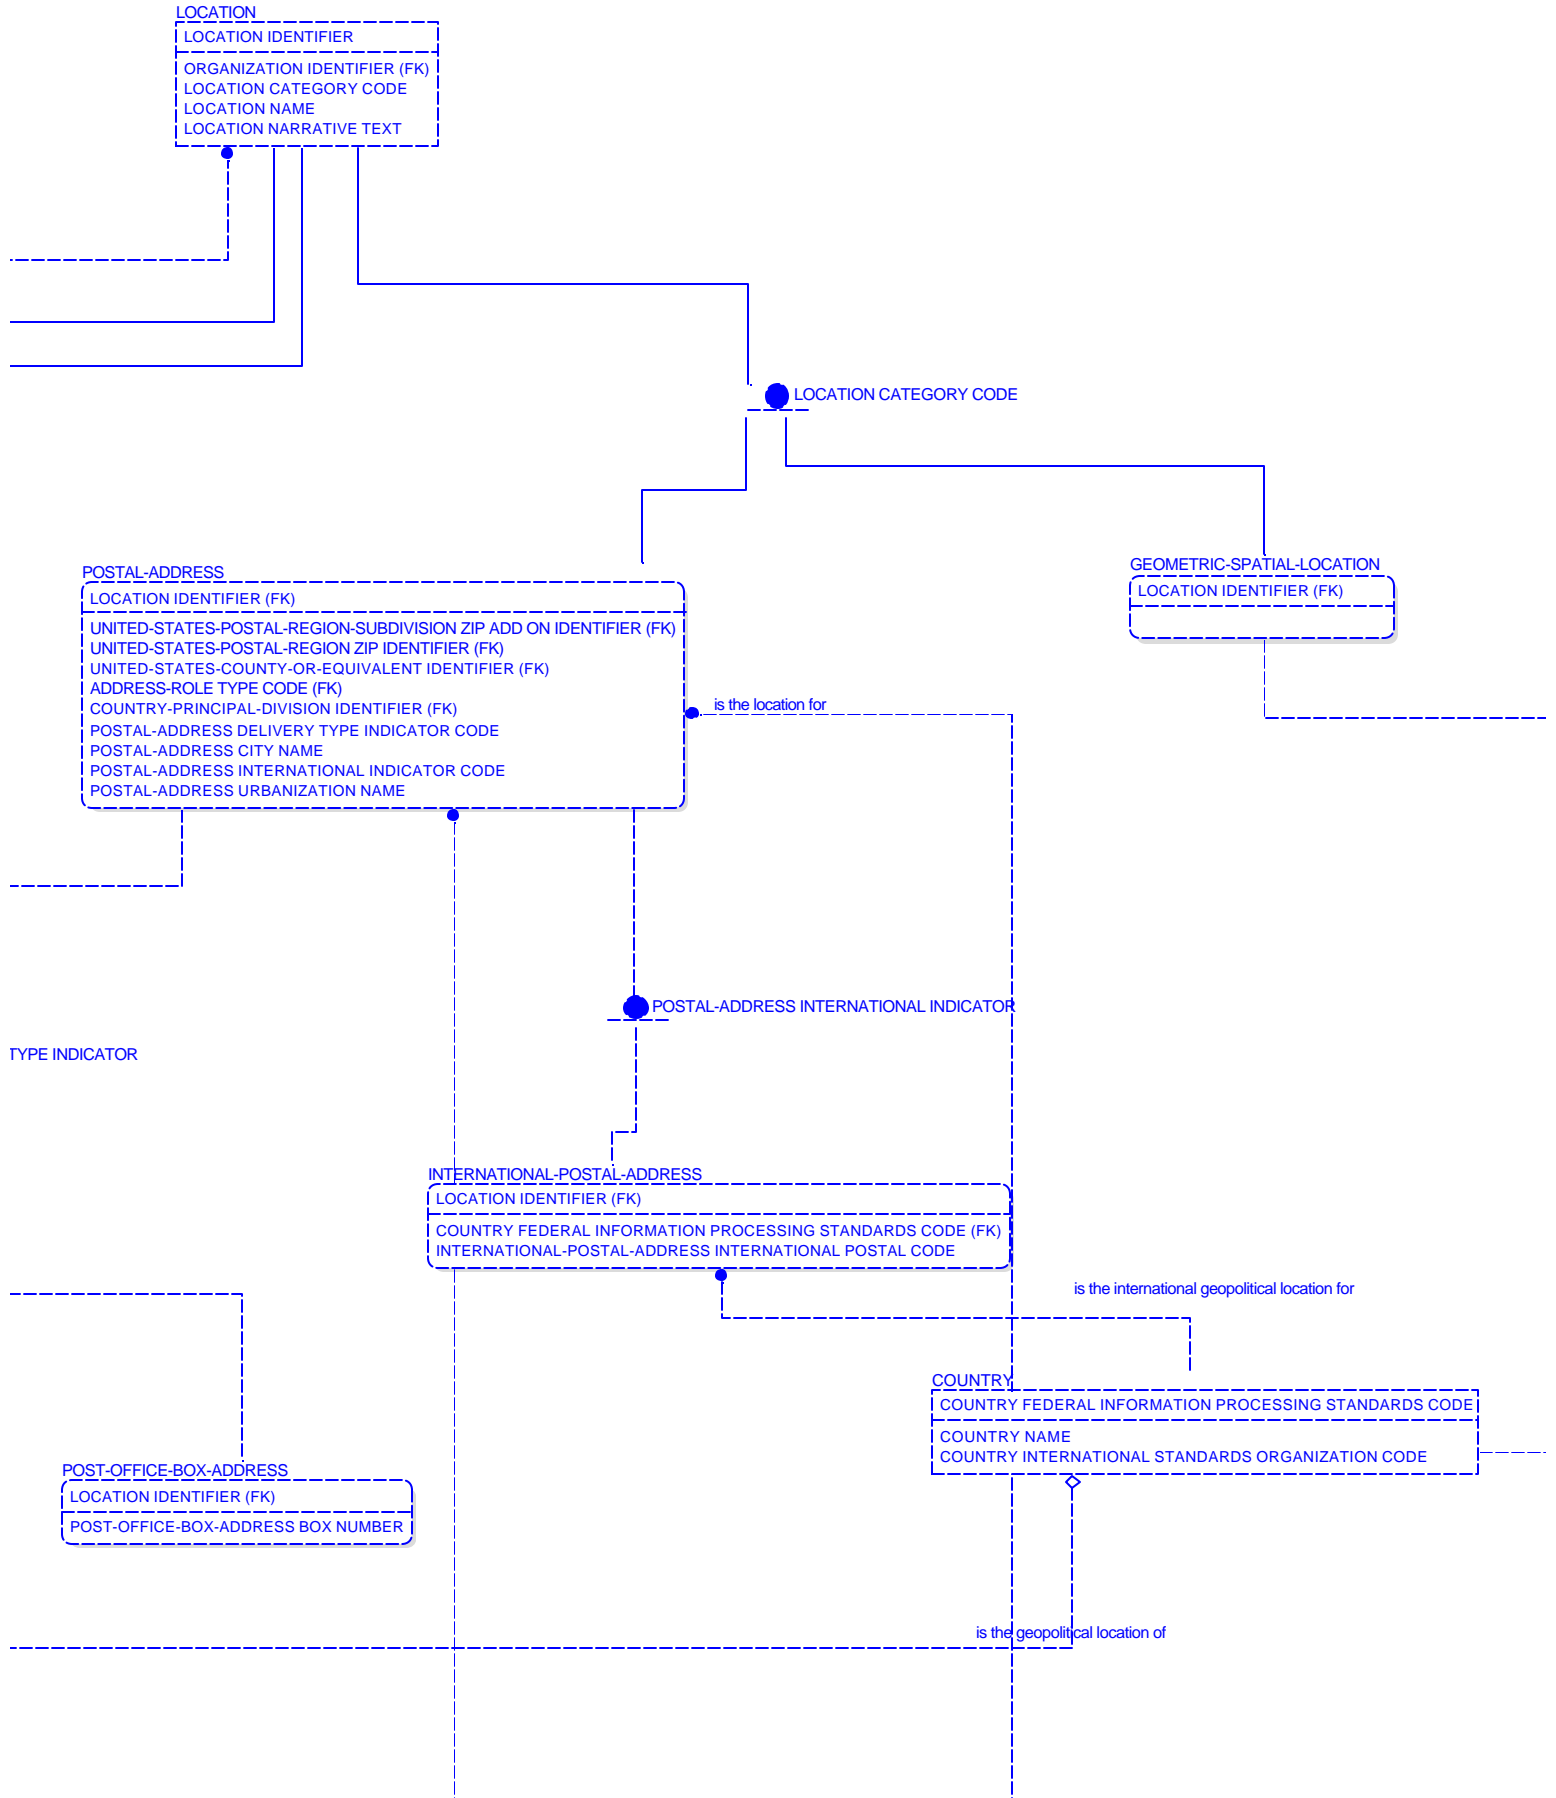 LOCATION
LOCATION IDENTIFIER
ORGANIZATION IDENTIFIER (FK)
LOCATION CATEGORY CODE
LOCATION NAME
LOCATION NARRATIVE TEXT
LOCATION CATEGORY CODE
POSTAL-ADDRESS
LOCATION IDENTIFIER (FK)
UNITED-STATES-POSTAL-REGION-SUBDIVISION ZIP ADD ON IDENTIFIER (FK)
UNITED-STATES-POSTAL-REGION ZIP IDENTIFIER (FK)
UNITED-STATES-COUNTY-OR-EQUIVALENT IDENTIFIER (FK)
ADDRESS-ROLE TYPE CODE (FK)
COUNTRY-PRINCIPAL-DIVISION IDENTIFIER (FK)
POSTAL-ADDRESS DELIVERY TYPE INDICATOR CODE
POSTAL-ADDRESS CITY NAME
POSTAL-ADDRESS INTERNATIONAL INDICATOR CODE
POSTAL-ADDRESS URBANIZATION NAME
GEOMETRIC-SPATIAL-LOCATION
LOCATION IDENTIFIER (FK)
is the location for
POSTAL-ADDRESS INTERNATIONAL INDICATOR
TYPE INDICATOR
INTERNATIONAL-POSTAL-ADDRESS
LOCATION IDENTIFIER (FK)
COUNTRY FEDERAL INFORMATION PROCESSING STANDARDS CODE (FK)
INTERNATIONAL-POSTAL-ADDRESS INTERNATIONAL POSTAL CODE
is the international geopolitical location for
COUNTRY
COUNTRY FEDERAL INFORMATION PROCESSING STANDARDS CODE
COUNTRY NAME
COUNTRY INTERNATIONAL STANDARDS ORGANIZATION CODE
POST-OFFICE-BOX-ADDRESS
LOCATION IDENTIFIER (FK)
POST-OFFICE-BOX-ADDRESS BOX NUMBER
is the geopolitical location of